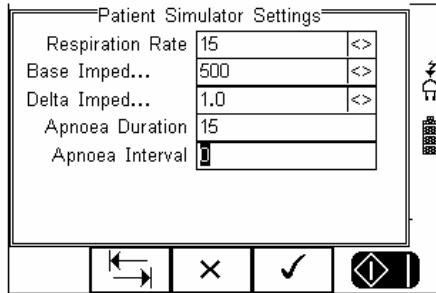 Patient Simulator Settings
Respiration Rate 15 <>
Base Imped... 500 <>
Delta Imped... 1.0 <>
Apnoea Duration 15
Apnoea Interval 0